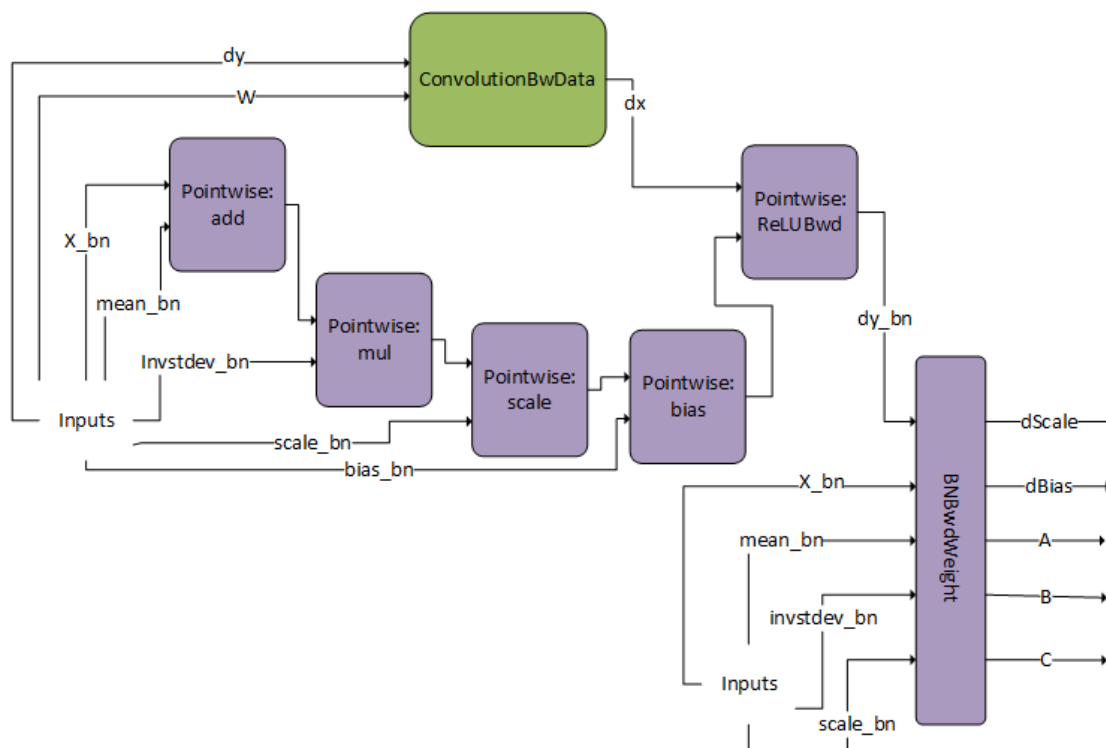 dy
ConvolutionBwData
W
dx
Pointwise:
add
Pointwise:
ReLUBwd
X_bn
mean_bn
Pointwise:
mul
dy_bn
Invstdev_bn
Pointwise:
scale
Pointwise:
bias
Inputs
scale_bn
bias_bn
dScale
X_bn
dBias
mean_bn
A
BNBwdWeight
invstdev_bn
B
C
Inputs
scale_bn